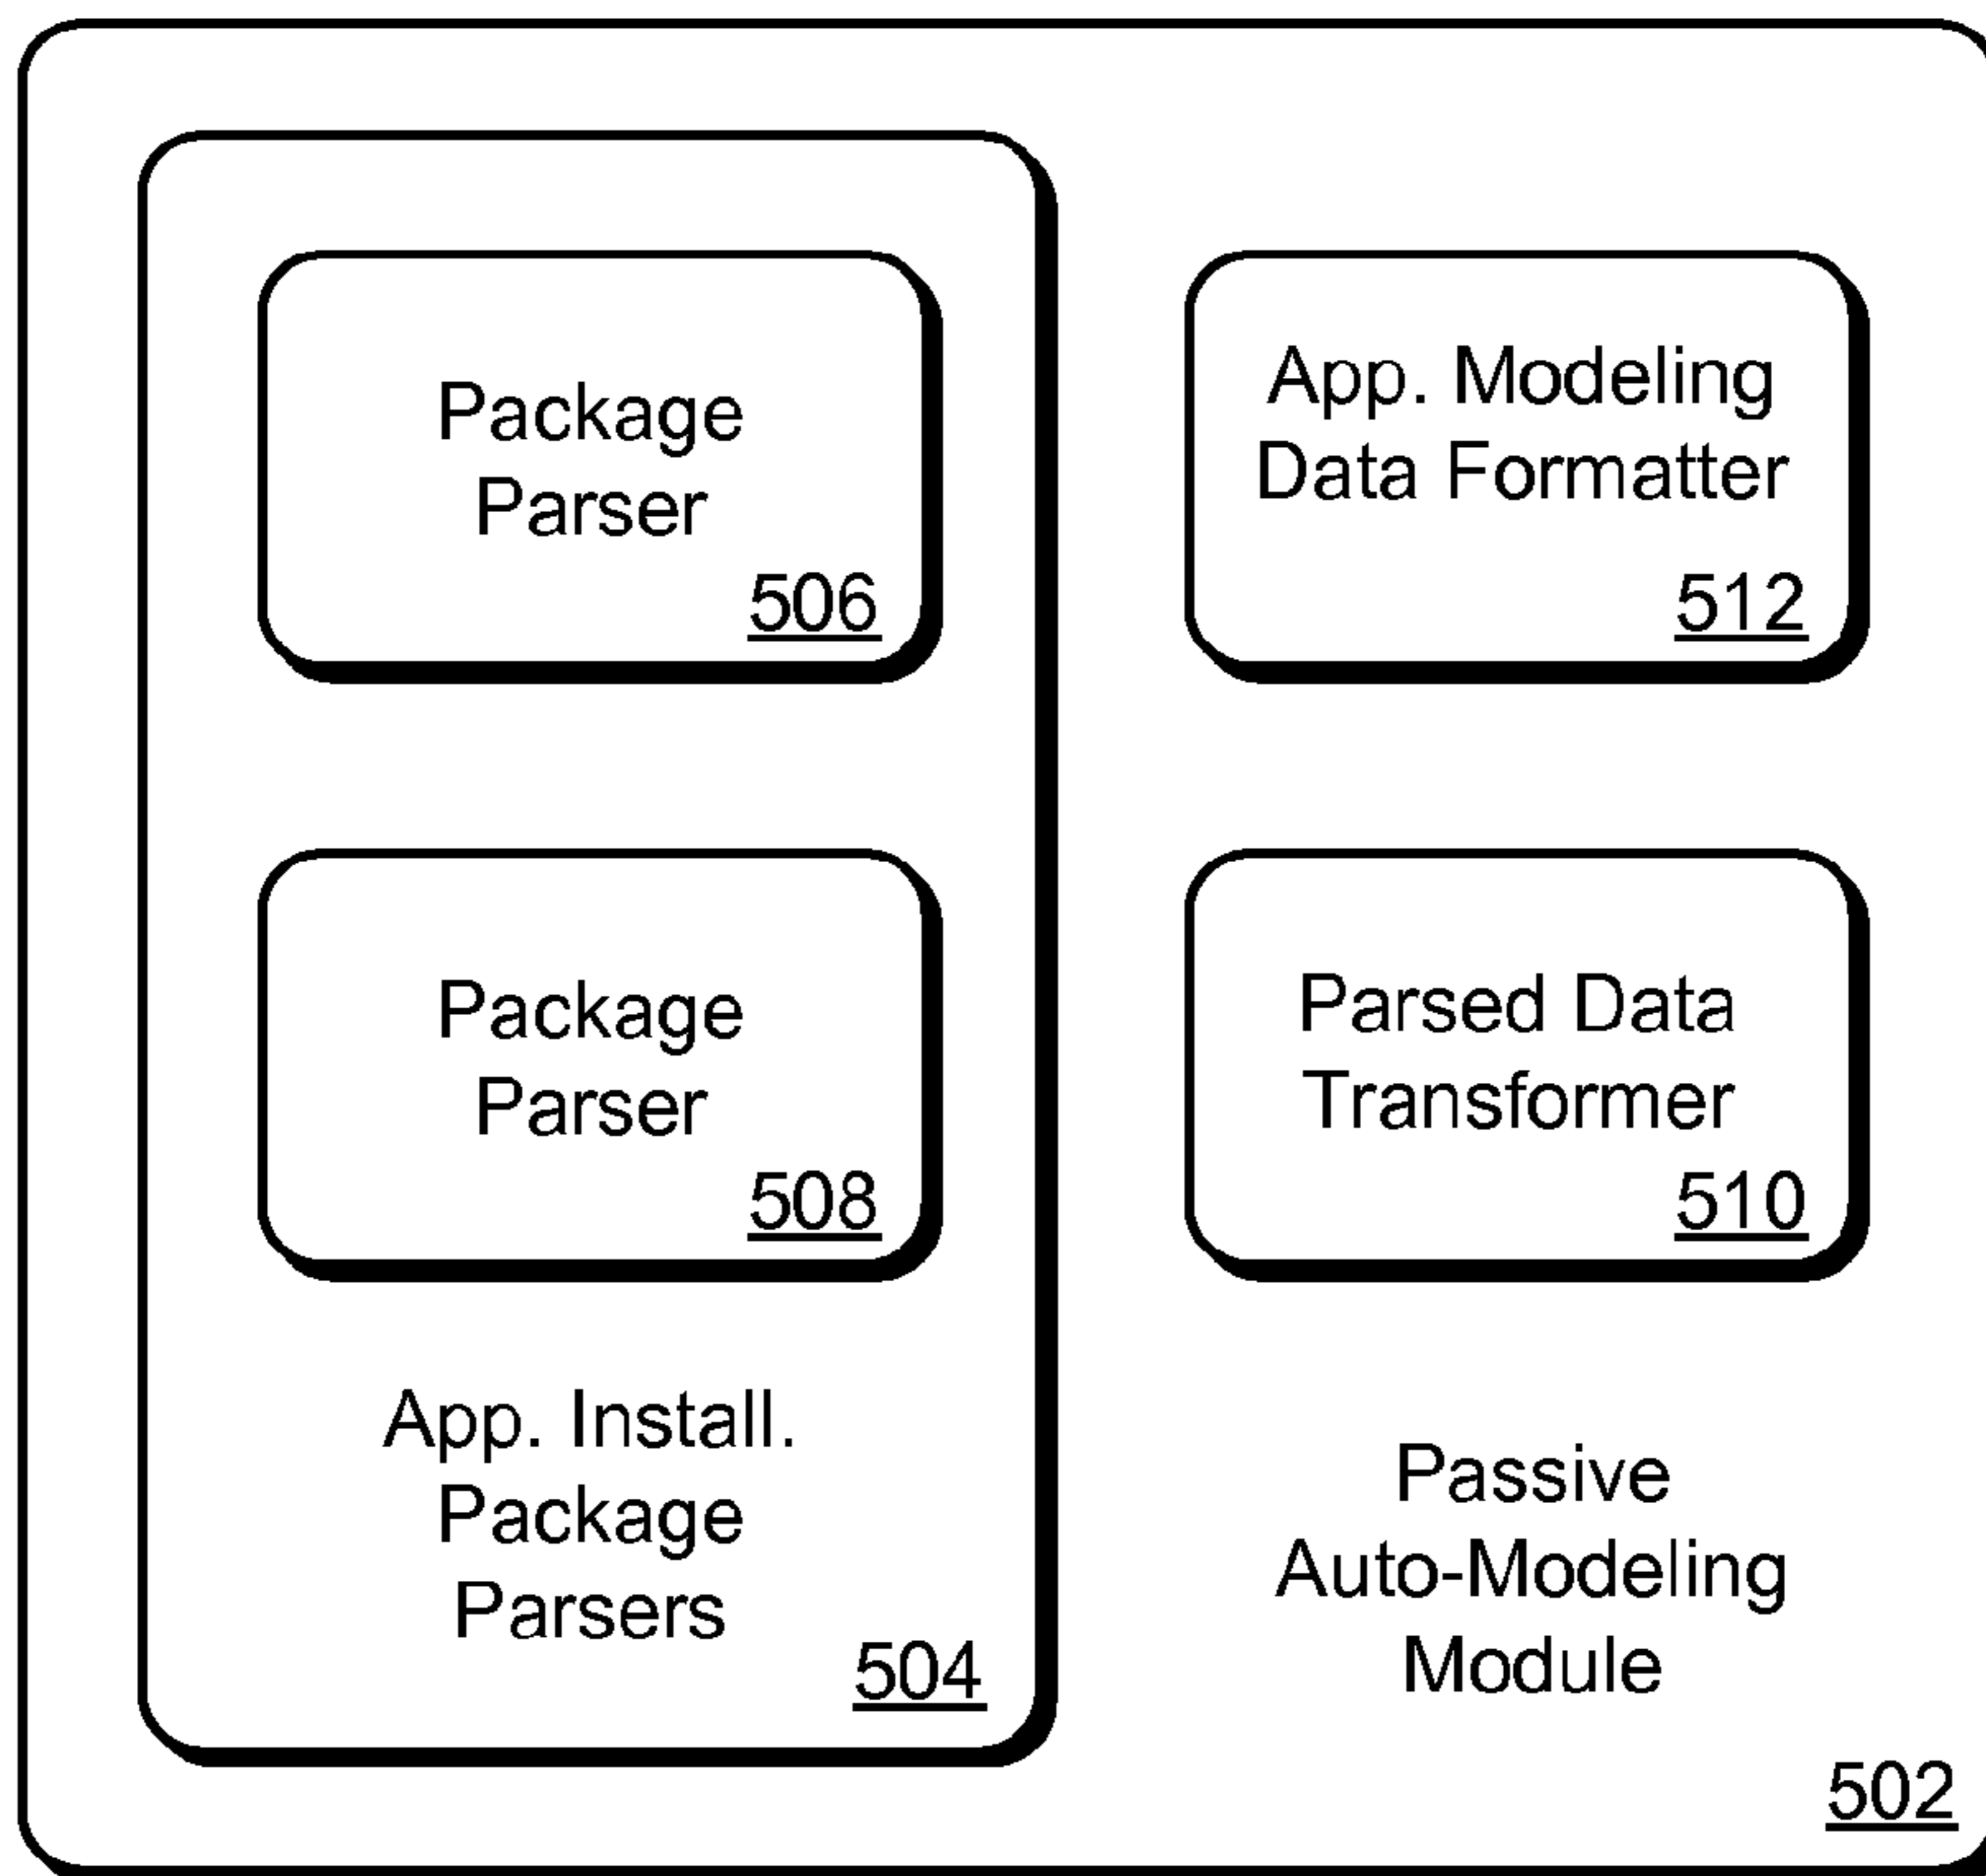 Package
Parser
506
Package
Parser
508
App. Install.
Package
Parsers
504
App. Modeling
Data Formatter
512
Parsed Data
Transformer
510
Passive
Auto-Modeling
Module
502